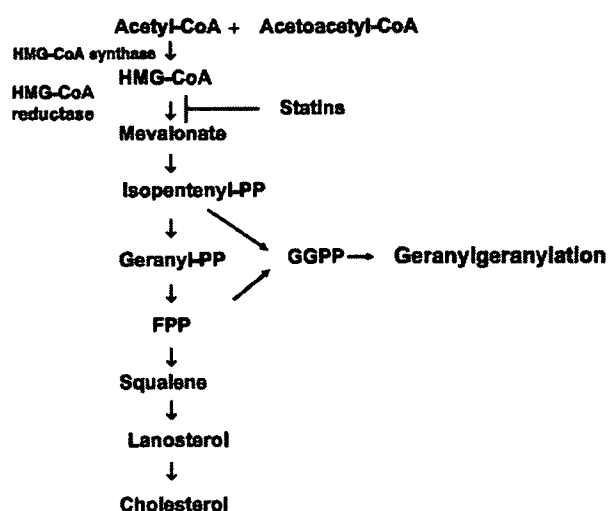 Acetyl-CoA + Acetoacetyl-CoA
HMG-CoA synthase
HMG-CoA
HMG-CoA
reductase
Statins
Mevalonate
Isopentenyl-PP
Geranyl-PP
GGPP
Geranylgeranylation
FPP
Squalene
Lanosterol
Cholesterol